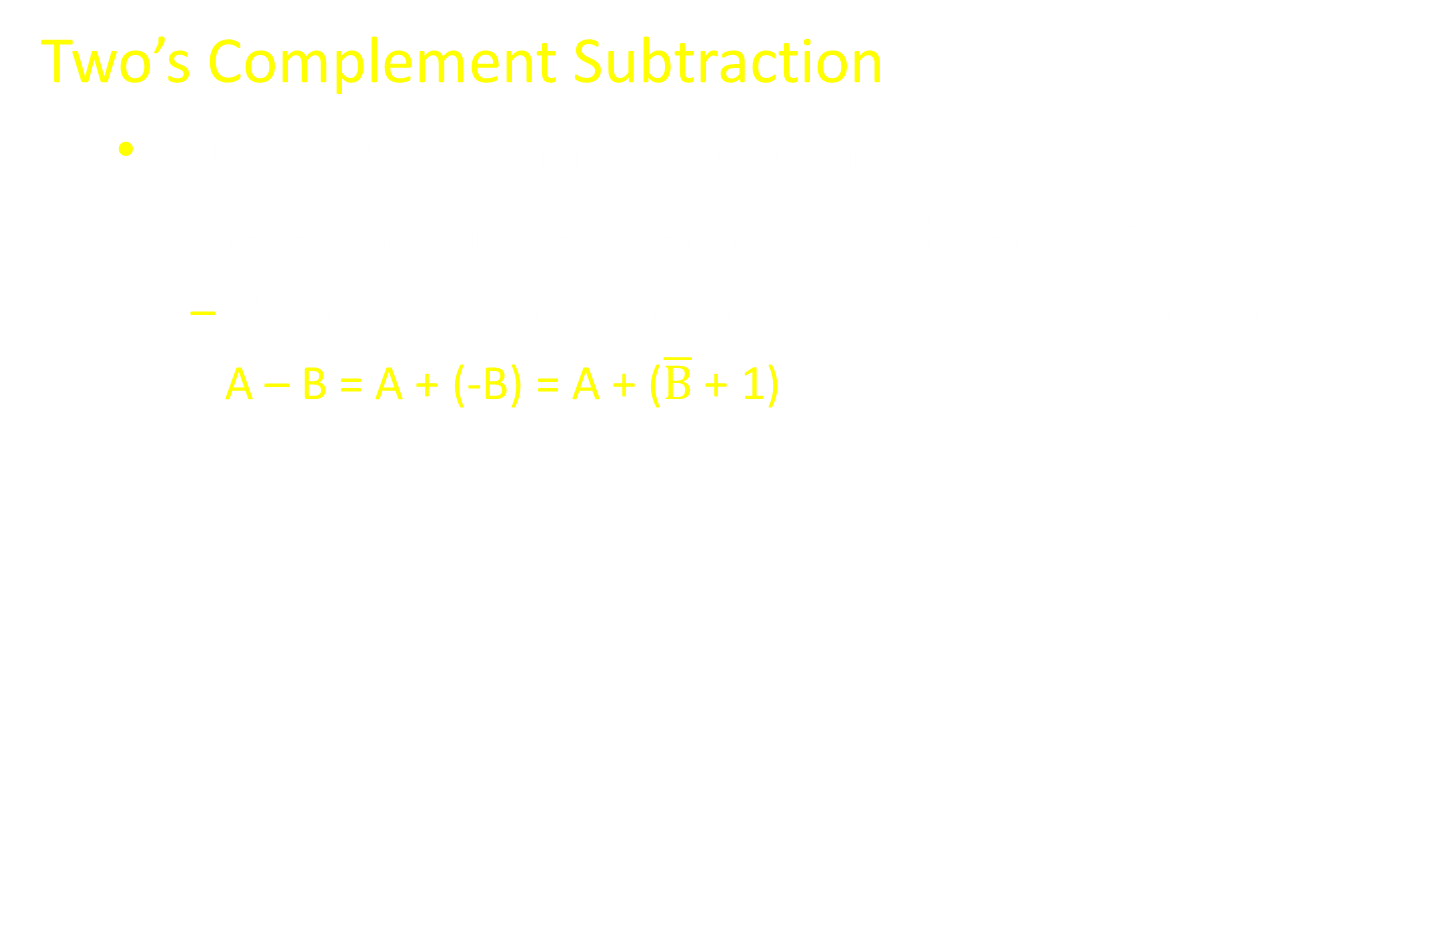 Two’s Complement Subtraction
•
–
A – B = A + (-B) = A + (B̅ + 1)